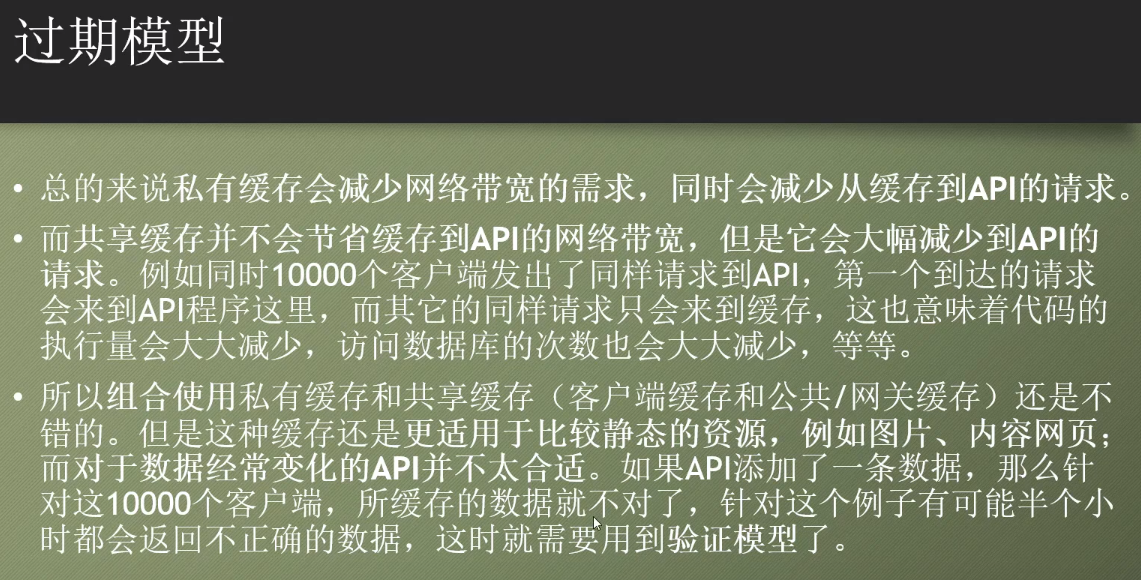 过期模型
• 总的来说私有缓存会减少网络带宽的需求，同时会减少从缓存到API的请求。
• 而共享缓存并不会节省缓存到API的网络带宽，但是它会大幅减少到API的
请求。例如同时10000个客户端发出了同样请求到API，第一个到达的请求
会来到API程序这里，而其它的同样请求只会来到缓存，这也意味着代码的
执行量会大大减少，访问数据库的次数也会大大减少，等等。
• 所以组合使用私有缓存和共享缓存（客户端缓存和公共/网关缓存）还是不
错的。但是这种缓存还是更适用于比较静态的资源，例如图片、内容网页；
而对于数据经常变化的API并不太合适。如果API添加了一条数据，那么针
对这10000个客户端，所缓存的数据就不对了，针对这个例子有可能半个小
时都会返回不正确的数据，这时就需要用到验证模型了。